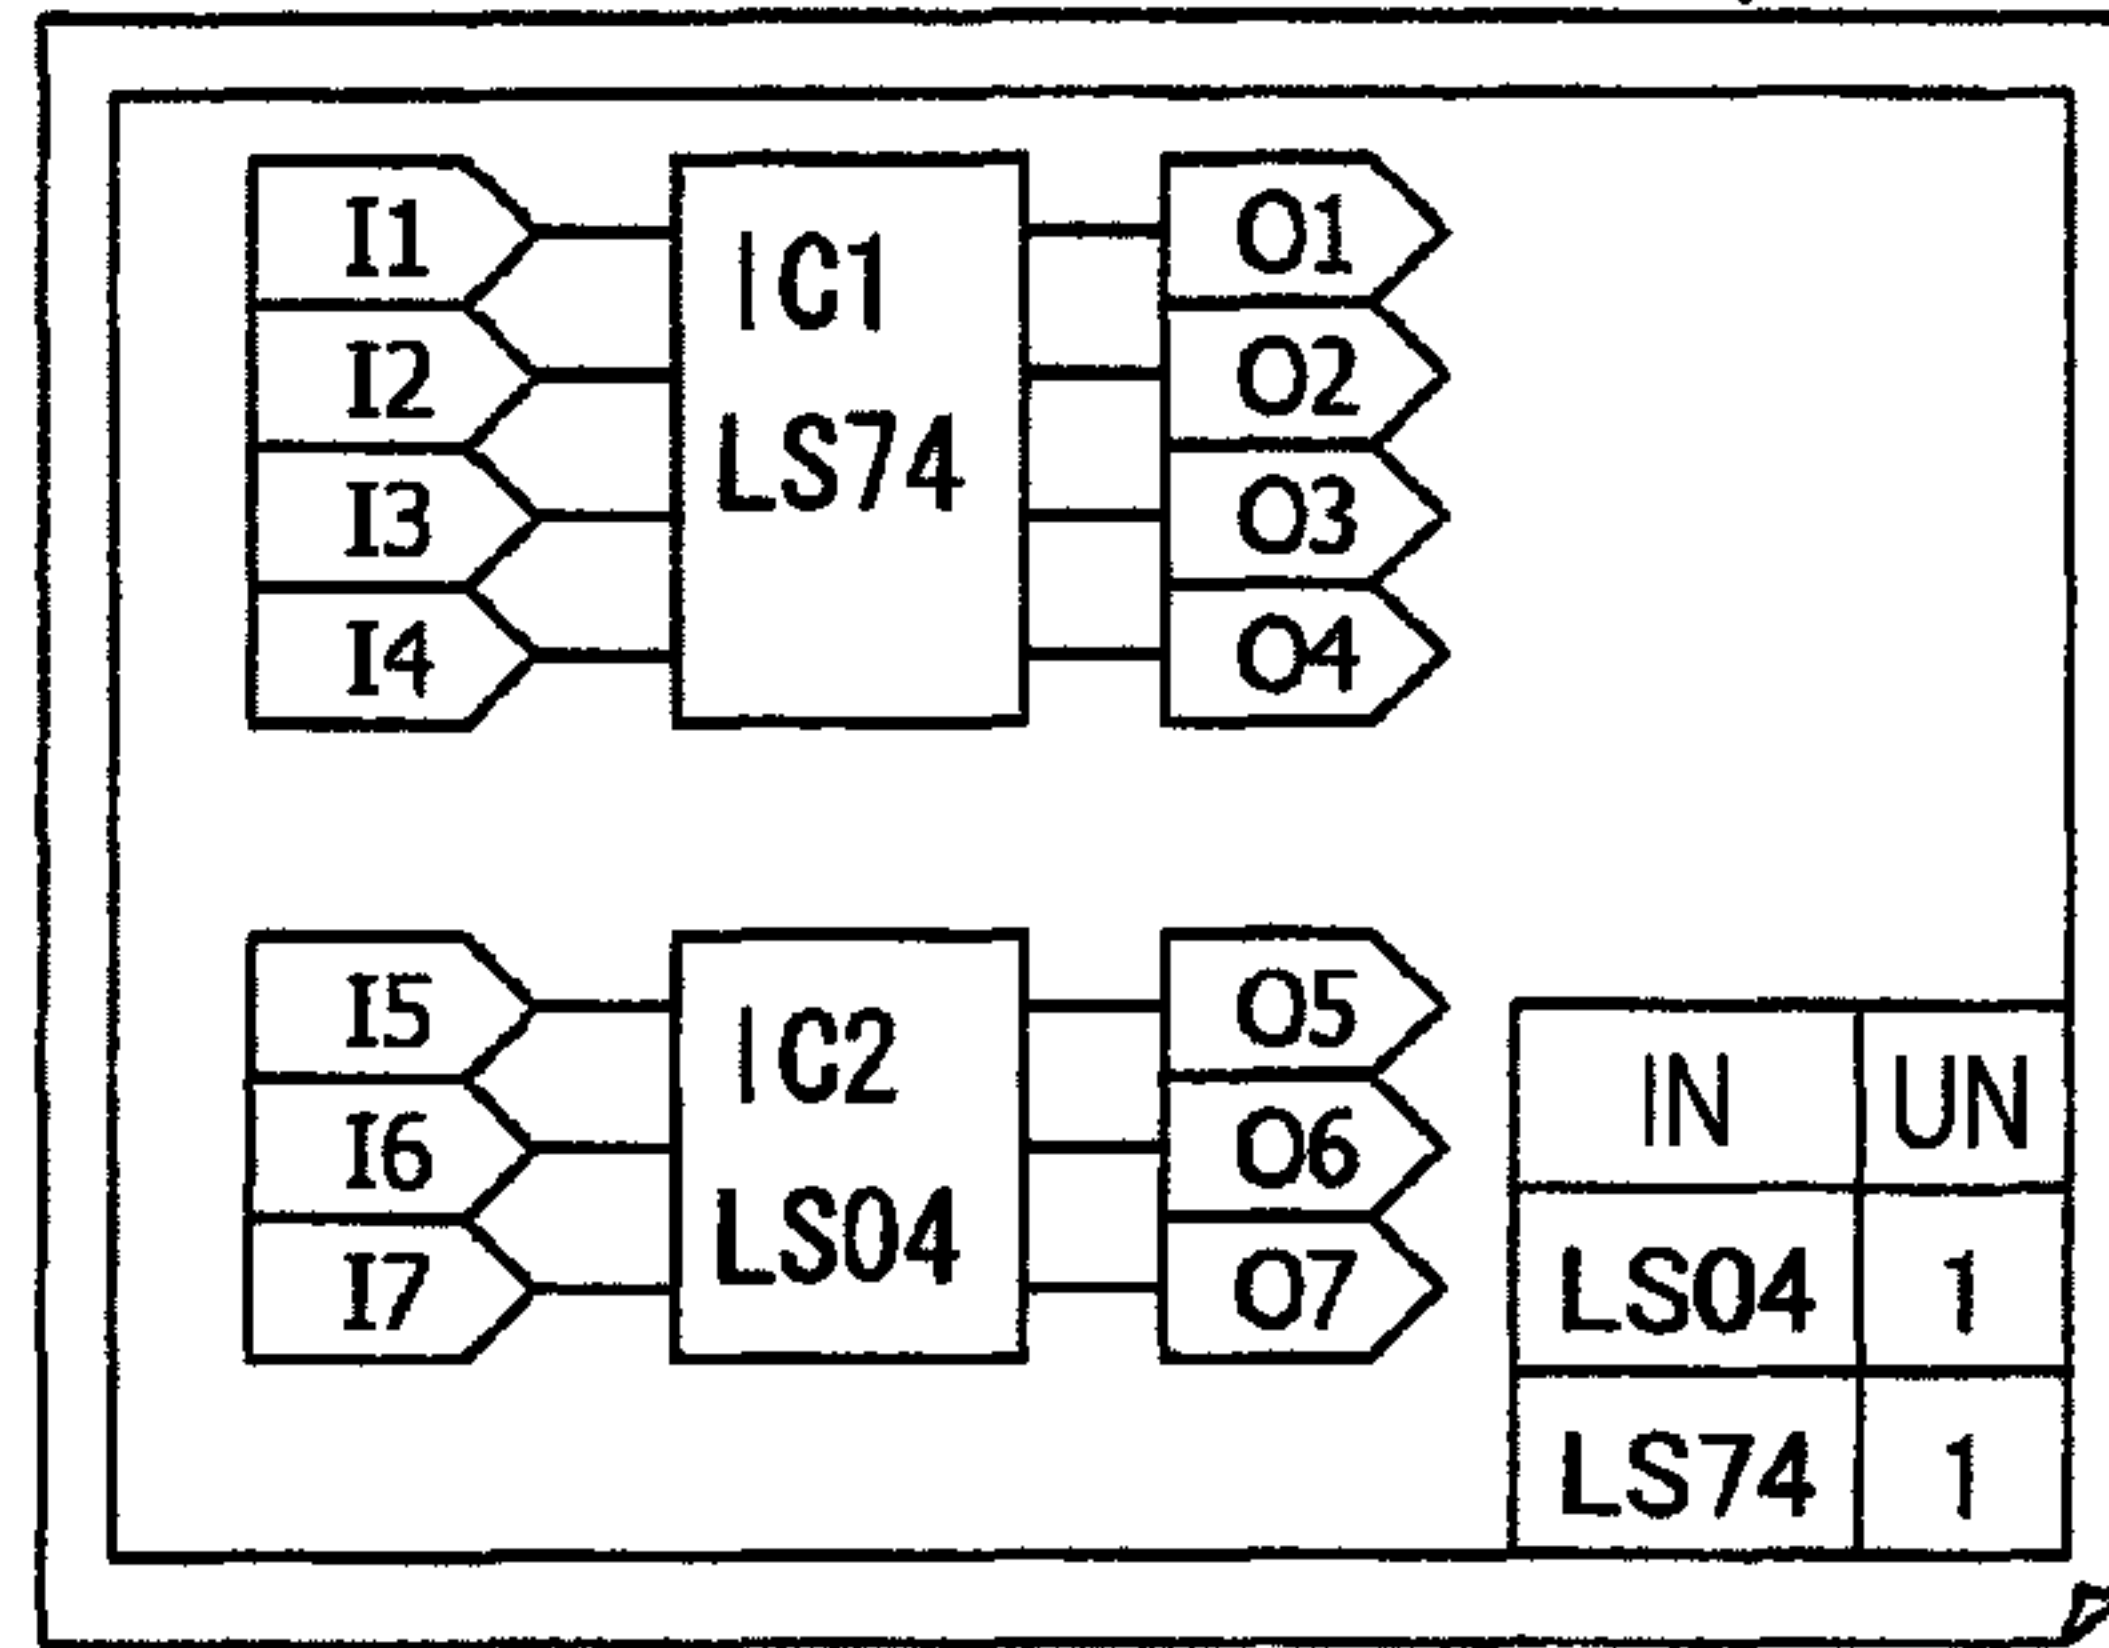 I1
I2
I3
I4
IC1
LS74
O1
O2
O3
O4
I5
I6
I7
IC2
LS04
O5
O6
O7
IN UN
LS04 1
LS74 1